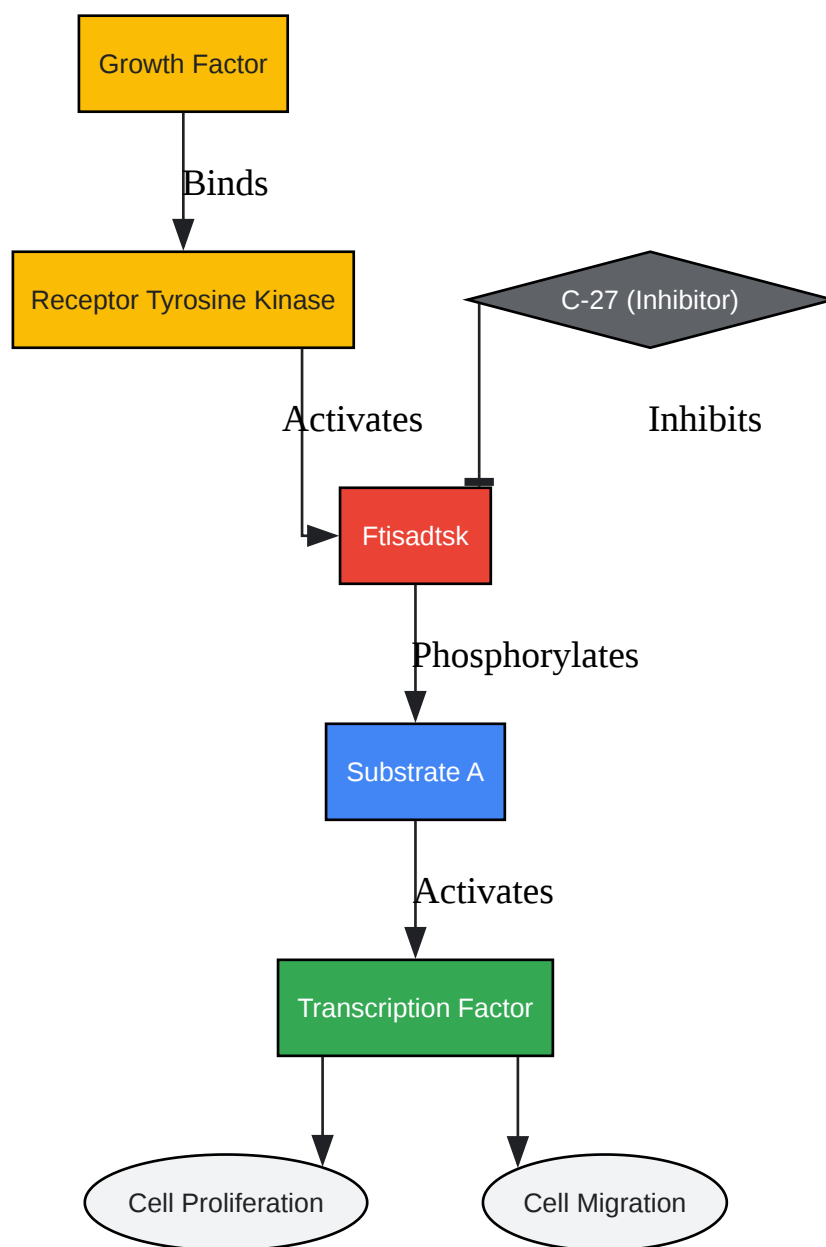 Growth Factor
Binds
Receptor Tyrosine Kinase
C-27 (Inhibitor)
Activates
Inhibits
Ftisadtsk
Phosphorylates
Substrate A
Activates
Transcription Factor
Cell Proliferation
Cell Migration